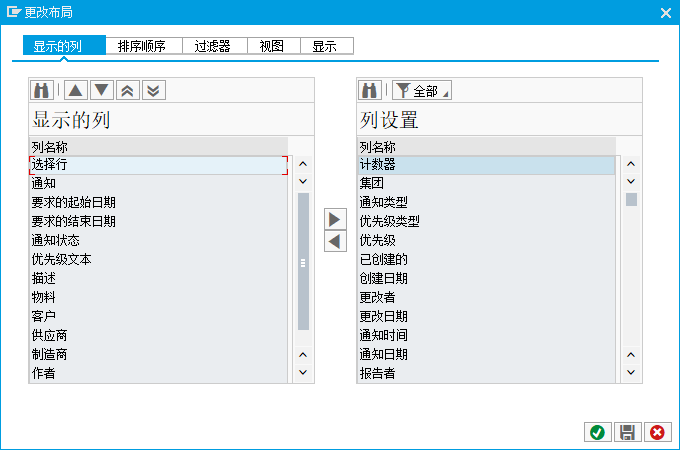 更改布局
显示的列 排序顺序 过滤器 视图 显示
全部
显示的列
列名称
选择行
通知
要求的起始日期
要求的结束日期
通知状态
优先级文本
描述
物料
客户
供应商
制造商
作者
列设置
列名称
计数器
集团
通知类型
优先级类型
优先级
已创建的
创建日期
更改者
更改日期
通知时间
通知日期
报告者